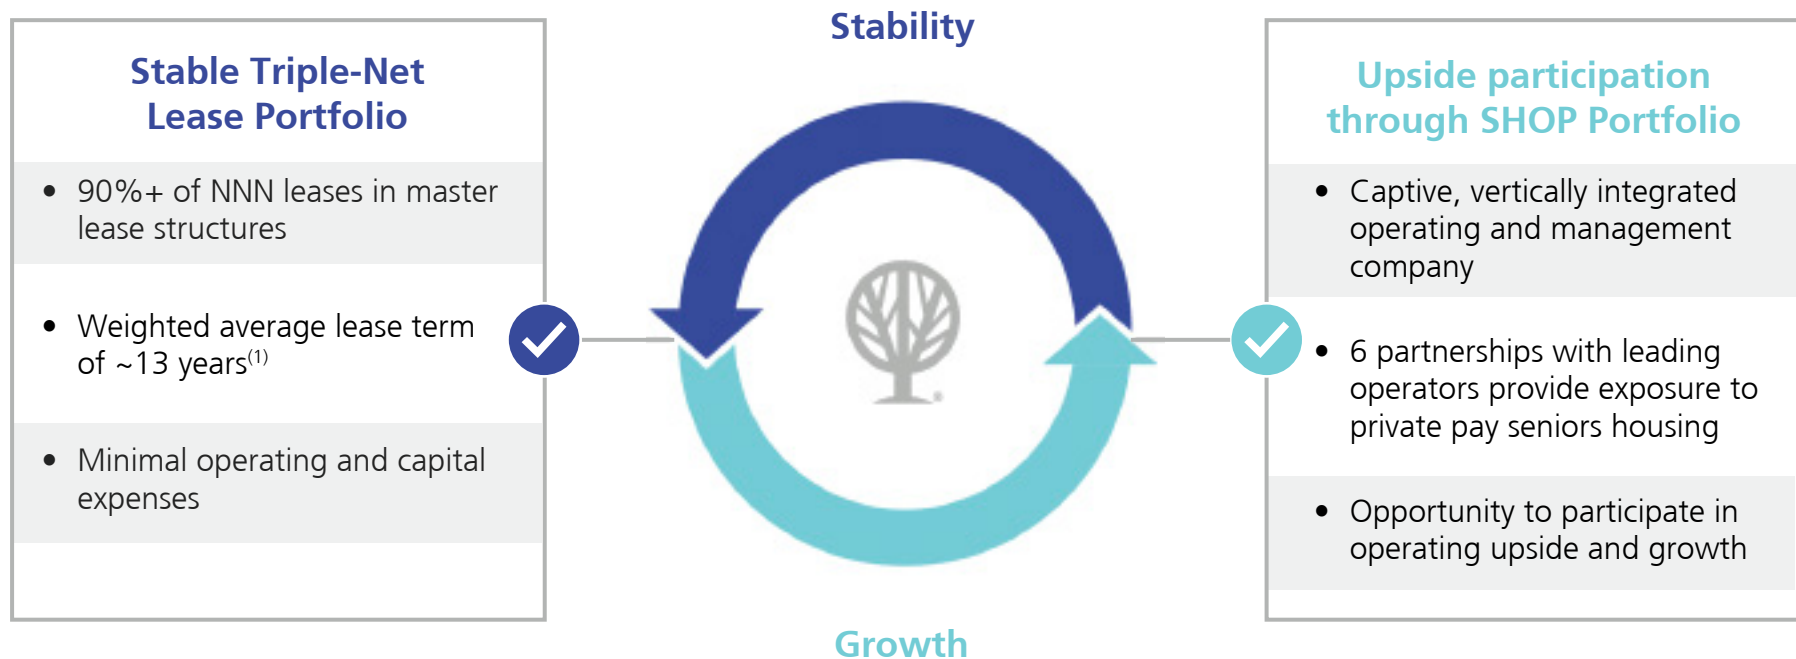 Stability
Stable Triple-Net
Lease Portfolio
• 90%+ of NNN leases in master
lease structures
• Weighted average lease term
of ~13 years(1)
• Minimal operating and capital
expenses
Upside participation
through SHOP Portfolio
• Captive, vertically integrated
operating and management
company
• 6 partnerships with leading
operators provide exposure to
private pay seniors housing
• Opportunity to participate in
operating upside and growth
Growth